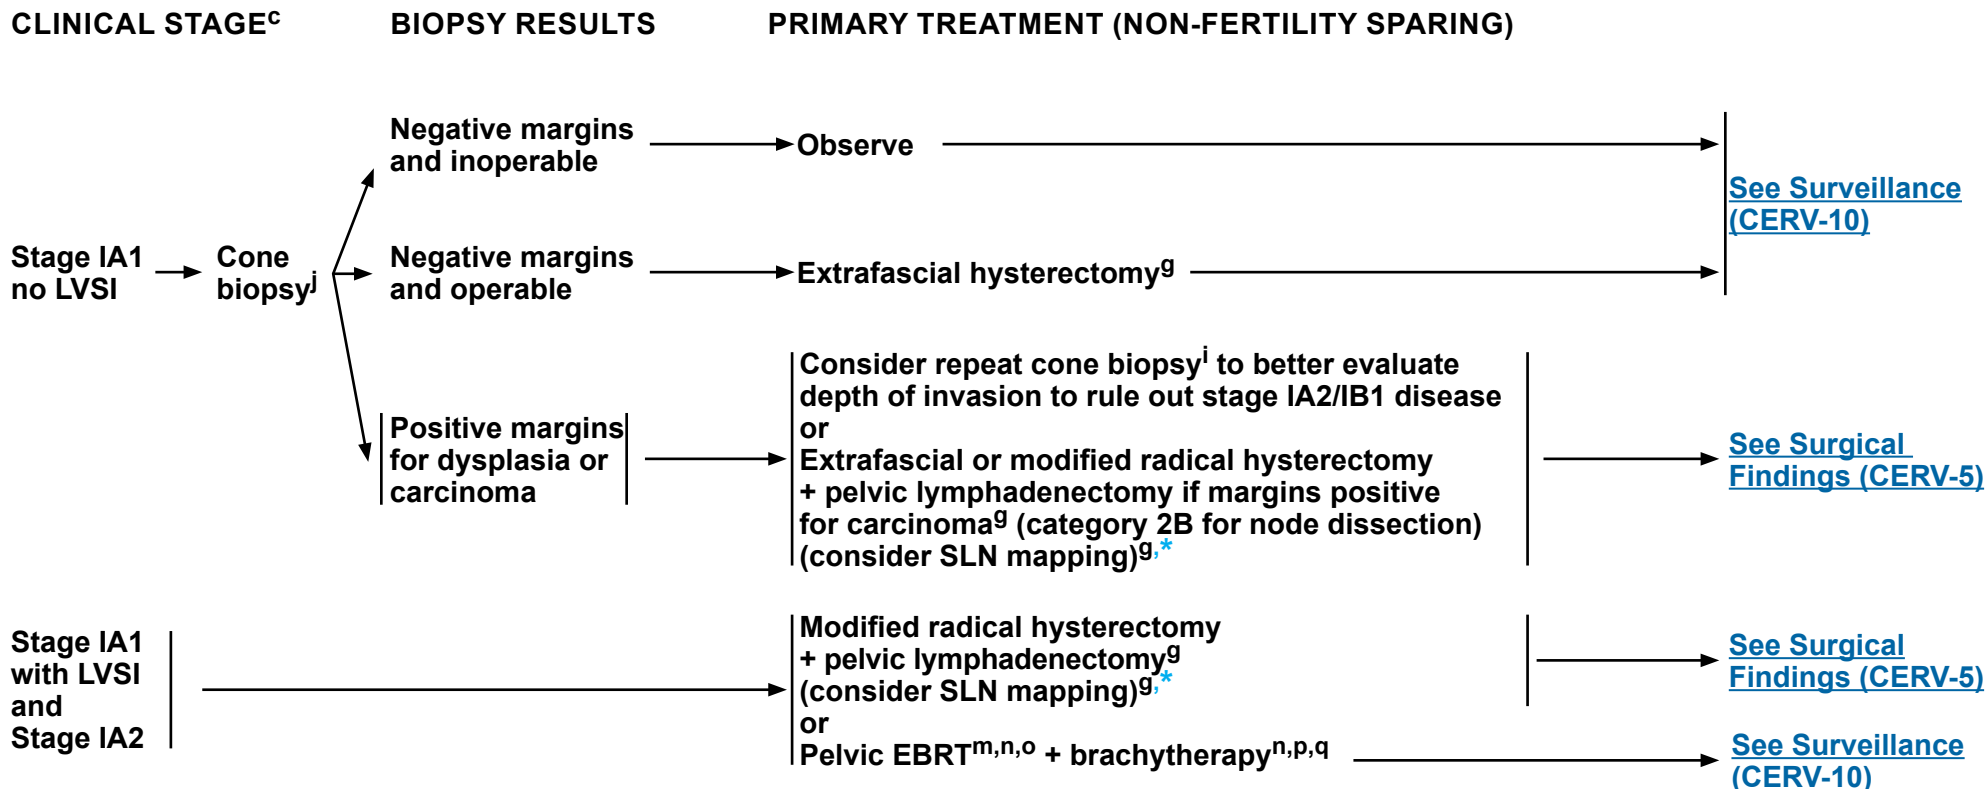 CLINICAL STAGEᶜ BIOPSY RESULTS PRIMARY TREATMENT (NON-FERTILITY SPARING)
Negative margins
and inoperable
Observe
See Surveillance
(CERV-10)
Stage IA1
no LVSI
Cone
biopsyʲ
Negative margins
and operable
Extrafascial hysterectomyᵍ
Positive margins
for dysplasia or
carcinoma
Consider repeat cone biopsyʲ to better evaluate
depth of invasion to rule out stage IA2/IB1 disease
or
Extrafascial or modified radical hysterectomy
+ pelvic lymphadenectomy if margins positive
for carcinomaᵍ (category 2B for node dissection)
(consider SLN mapping)ᵍ,*
See Surgical
Findings (CERV-5)
Stage IA1
with LVSI
and
Stage IA2
Modified radical hysterectomy
+ pelvic lymphadenectomyᵍ
(consider SLN mapping)ᵍ,*
or
Pelvic EBRTᵐ,ⁿ,ᵒ + brachytherapyⁿ,ᵖ,q
See Surgical
Findings (CERV-5)
See Surveillance
(CERV-10)